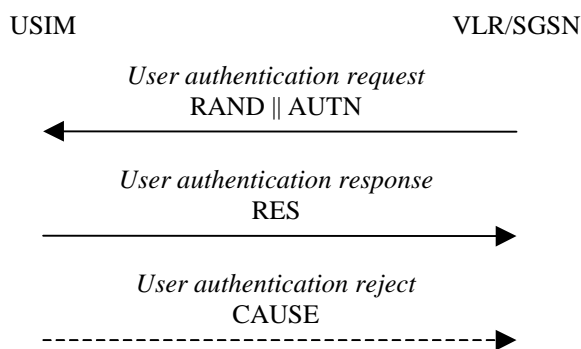 USIM VLR/SGSN
User authentication request
RAND || AUTN
User authentication response
RES
User authentication reject
CAUSE